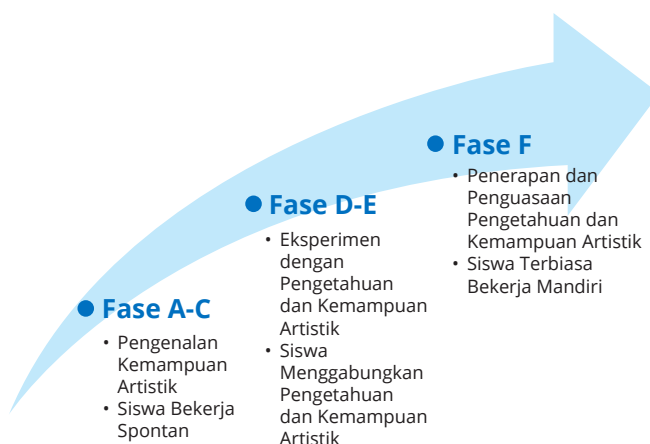 Fase F
• Penerapan dan
Penguasaan
Pengetahuan dan
Kemampuan Artistik
• Siswa Terbiasa
Bekerja Mandiri
Fase D-E
• Eksperimen
dengan
Pengetahuan
dan Kemampuan
Artistik
• Siswa
Menggabungkan
Pengetahuan
dan Kemampuan
Artistik
Fase A-C
• Pengenalan
Kemampuan
Artistik
• Siswa Bekerja
Spontan